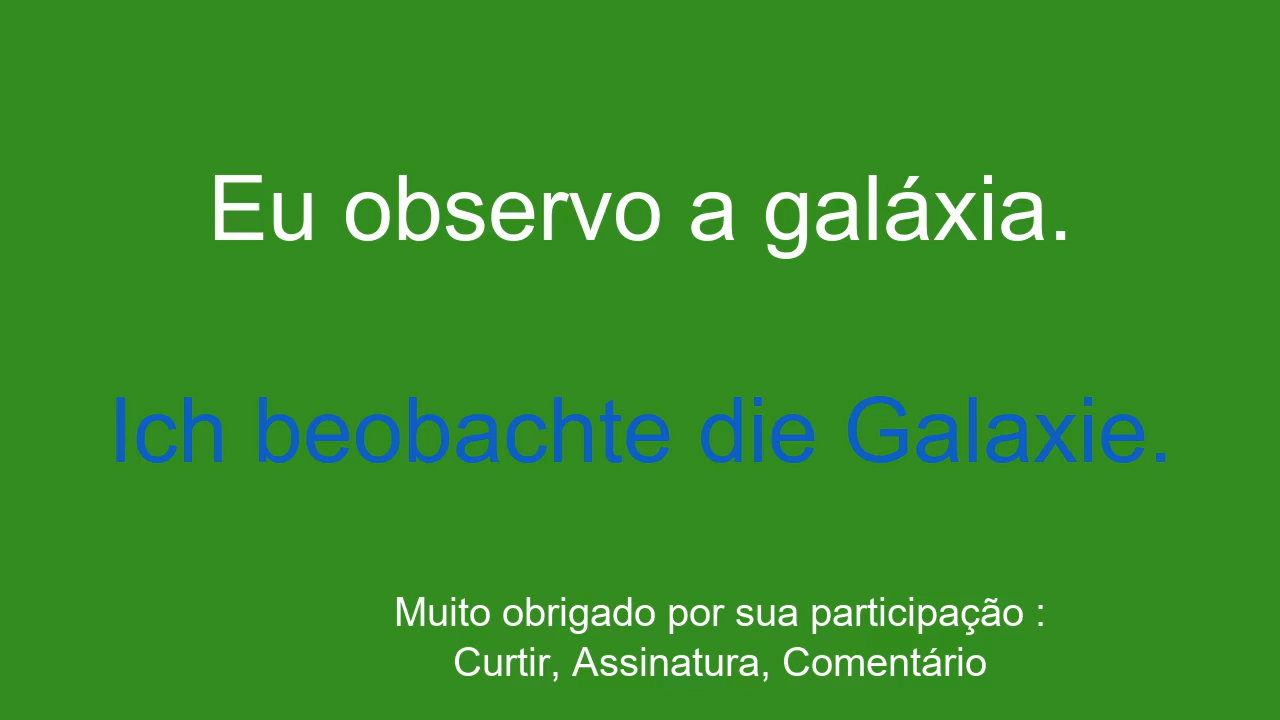 Eu observo a galáxia.
Ich beobachte die Galaxie.
Muito obrigado por sua participação :
Curtir, Assinatura, Comentário